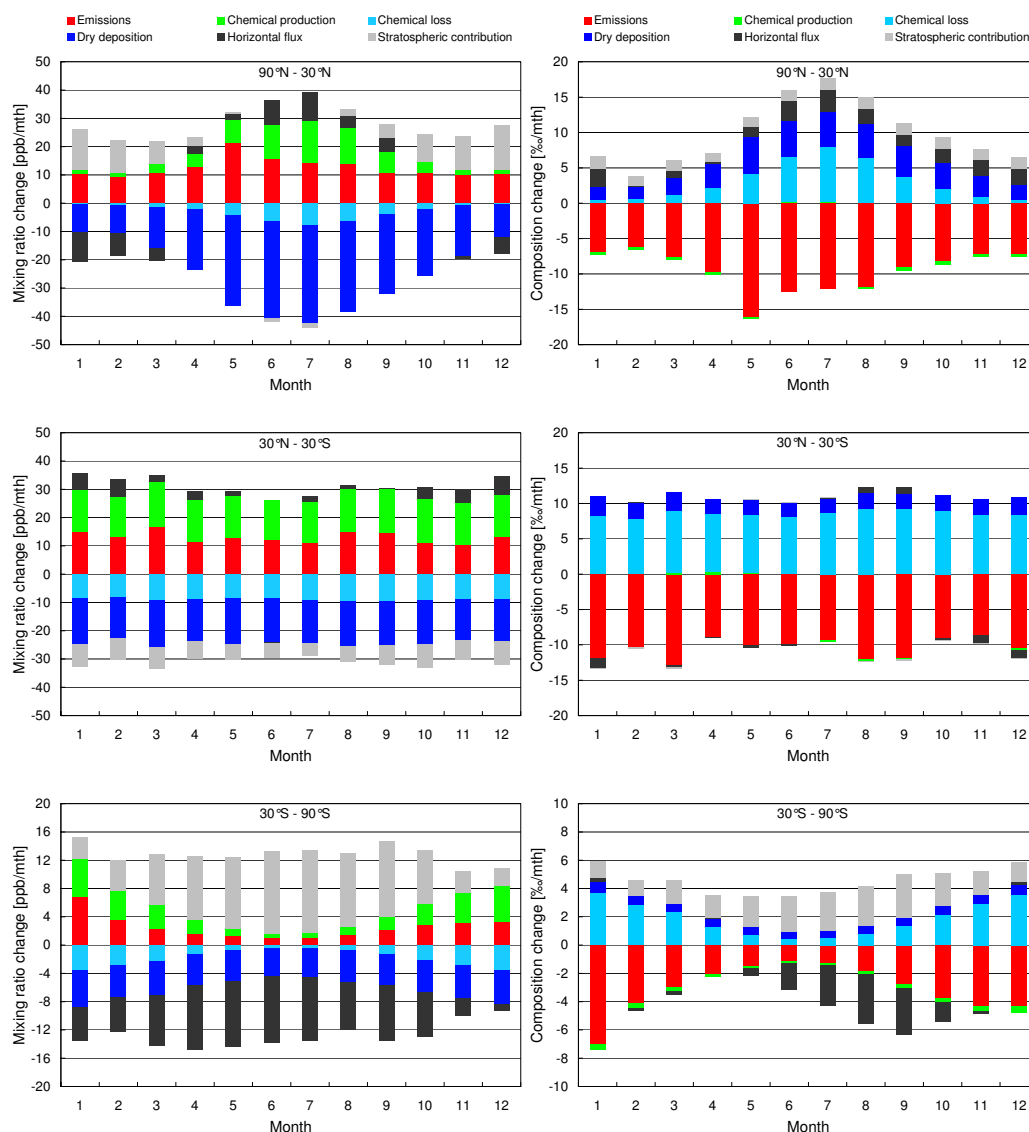 Emissions Chemical production Chemical loss
Dry deposition Horizontal flux Stratospheric contribution
90°N - 30°N
Mixing ratio change [ppb/mth]
50
40
30
20
10
0
-10
-20
-30
-40
-50
1 2 3 4 5 6 7 8 9 10 11 12
Month
Emissions Chemical production Chemical loss
Dry deposition Horizontal flux Stratospheric contribution
90°N - 30°N
Composition change [‰/mth]
20
15
10
5
0
-5
-10
-15
-20
1 2 3 4 5 6 7 8 9 10 11 12
Month
30°N - 30°S
Mixing ratio change [ppb/mth]
50
40
30
20
10
0
-10
-20
-30
-40
-50
1 2 3 4 5 6 7 8 9 10 11 12
Month
30°N - 30°S
Composition change [‰/mth]
20
15
10
5
0
-5
-10
-15
-20
1 2 3 4 5 6 7 8 9 10 11 12
Month
30°S - 90°S
Mixing ratio change [ppb/mth]
20
16
12
8
4
0
-4
-8
-12
-16
-20
1 2 3 4 5 6 7 8 9 10 11 12
Month
30°S - 90°S
Composition change [‰/mth]
10
8
6
4
2
0
-2
-4
-6
-8
-10
1 2 3 4 5 6 7 8 9 10 11 12
Month